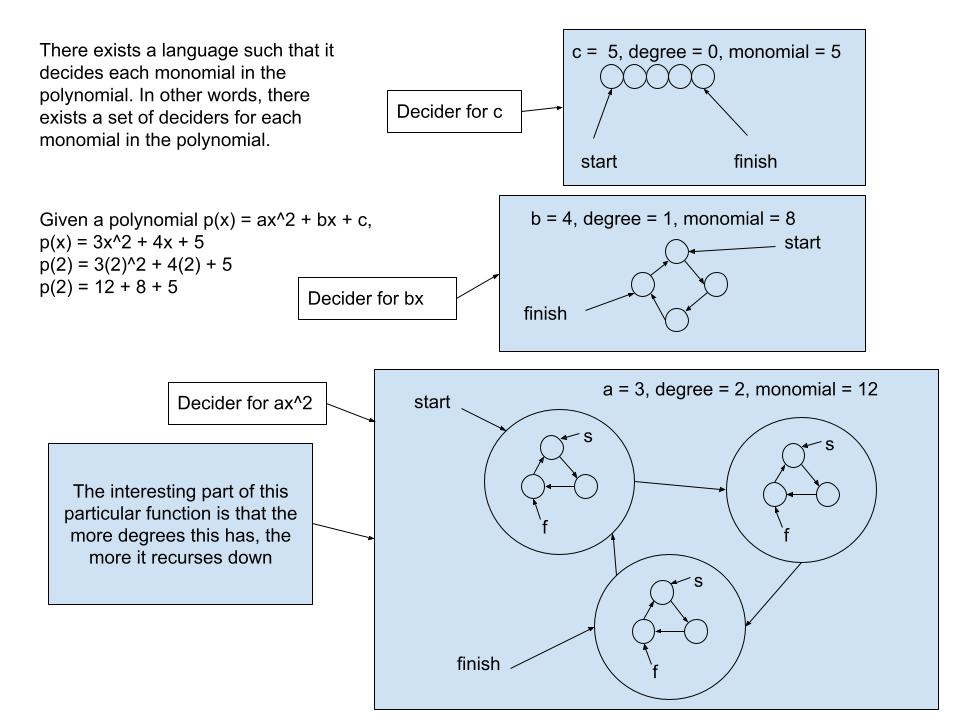 There exists a language such that it
decides each monomial in the
polynomial. In other words, there
exists a set of deciders for each
monomial in the polynomial.
Decider for c
c =  5, degree = 0, monomial = 5
start
finish
Given a polynomial p(x) = ax^2 + bx + c,
p(x) = 3x^2 + 4x + 5
p(2) = 3(2)^2 + 4(2) + 5
p(2) = 12 + 8 + 5
Decider for bx
b = 4, degree = 1, monomial = 8
start
finish
Decider for ax^2
a = 3, degree = 2, monomial = 12
start
s
f
s
f
s
f
finish
The interesting part of this
particular function is that the
more degrees this has, the
more it recurses down